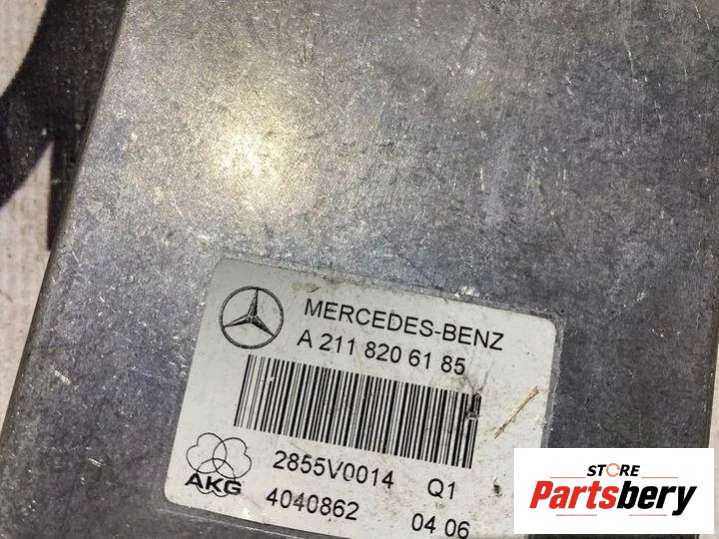 MERCEDES-BENZ
A 211 820 61 85
2855V0014 Q1
AKG
4040862 04 06
STORE
Partsbery